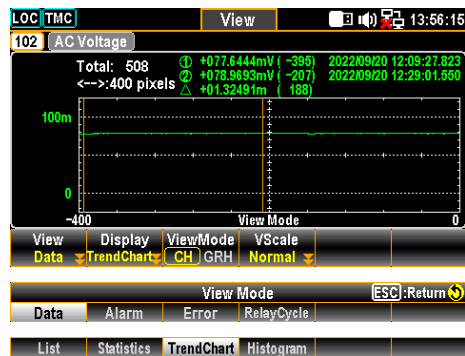 LOC TMC View 13:56:15
102 AC Voltage
Total: 508 ① +077.6444mV ( -395) 2022/09/20 12:09:27.823
<-->:400 pixels ② +078.9693mV ( -207) 2022/09/20 12:29:01.550
△ +01.32491m ( 188)
100m
0
-400 View Mode 0
View Display ViewMode VScale
Data TrendChart CH GRH Normal
View Mode ESC :Return
Data Alarm Error RelayCycle
List Statistics TrendChart Histogram